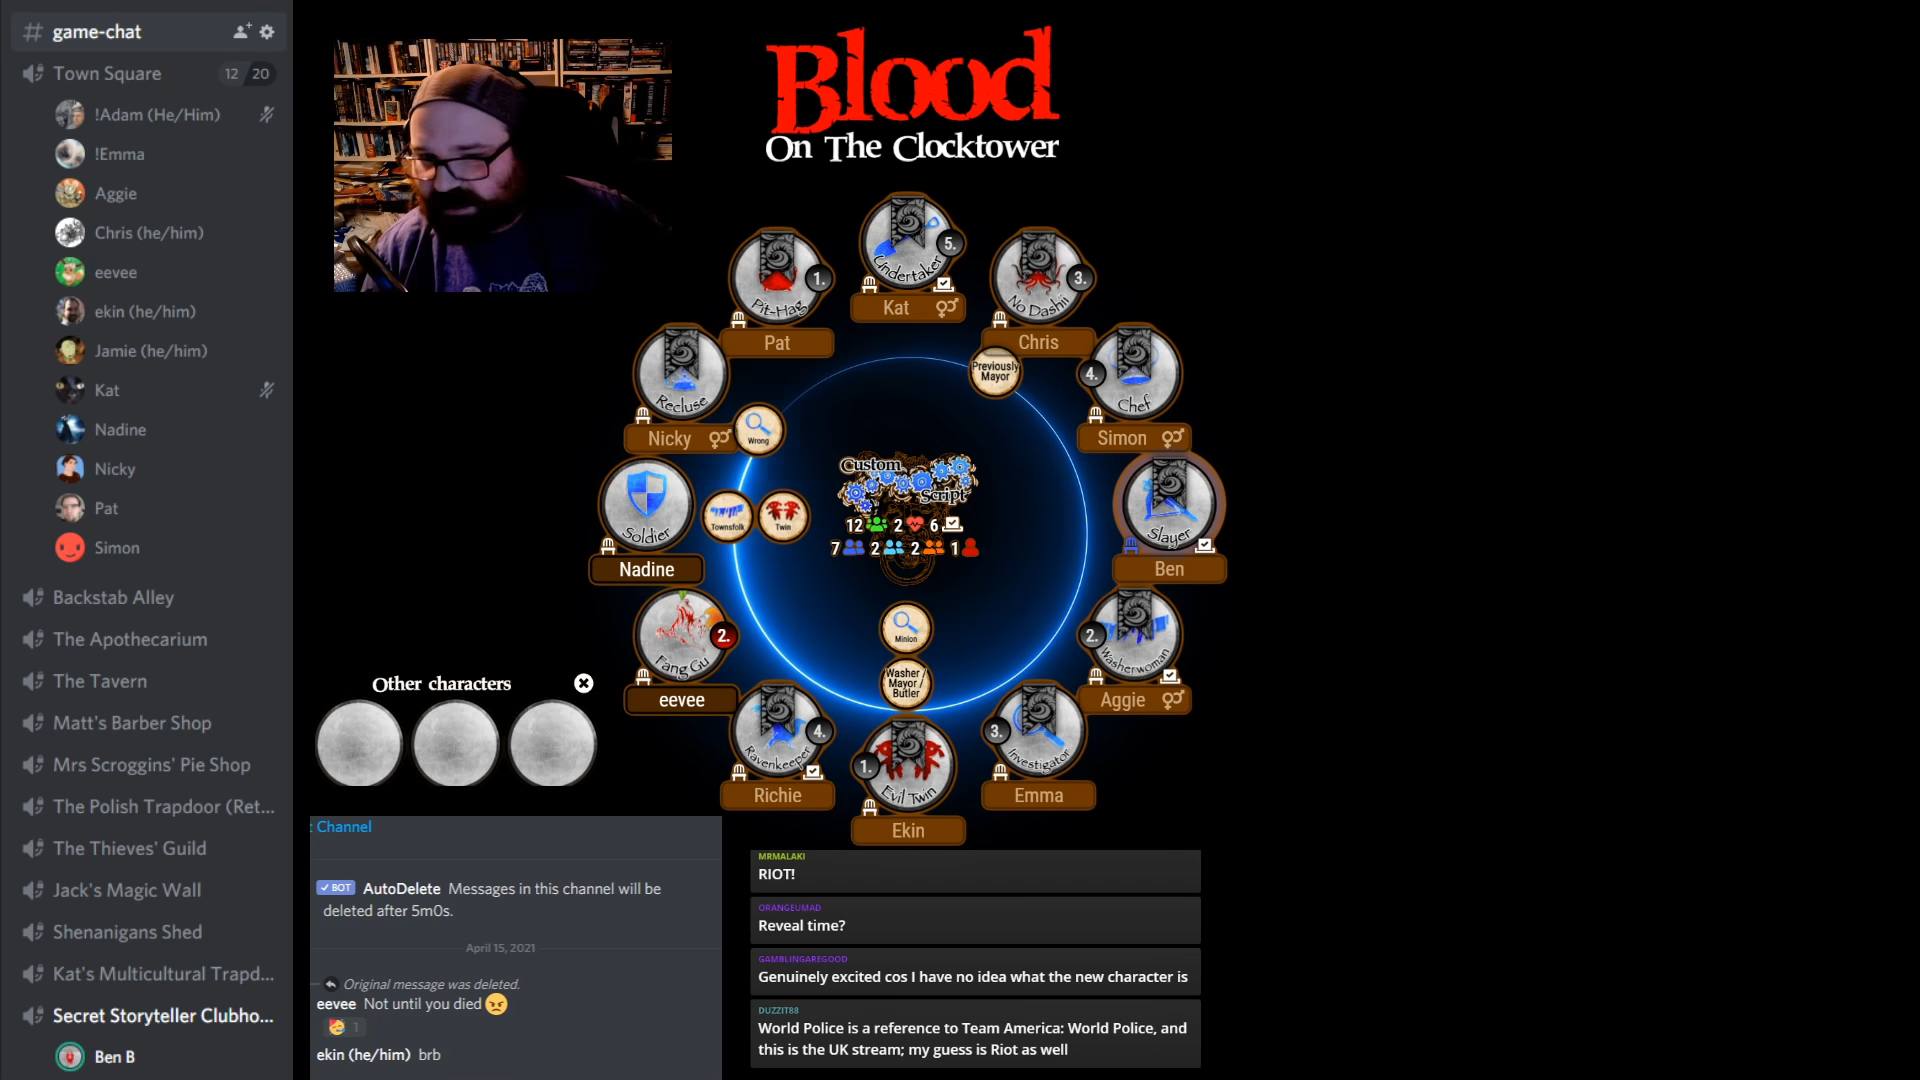 game-chat
Town Square 12 20
!Adam (He/Him)
!Emma
Aggie
Chris (he/him)
eevee
ekin (he/him)
Jamie (he/him)
Kat
Nadine
Nicky
Pat
Simon
Backstab Alley
The Apothecarium
The Tavern
Matt's Barber Shop
Mrs Scroggins' Pie Shop
The Polish Trapdoor (Ret...
The Thieves' Guild
Jack's Magic Wall
Shenanigans Shed
Kat's Multicultural Trapd...
Secret Storyteller Clubho...
Ben B
Blood
On The Clocktower
Undertaker
5.
Kat
Pit-Hag
1.
Pat
No Dashii
3.
Chris
Previously
Mayor
Recluse
Nicky
Wrong
Chef
4.
Simon
Soldier
Nadine
Townsfolk
Twin
Custom
Script
12 2 6
7 2 2 1
Slayer
Ben
Fang Gu
2.
eevee
Washerwoman
2.
Aggie
Minion
Washer /
Mayor /
Butler
Ravenkeeper
4.
Richie
Evil Twin
1.
Ekin
Investigator
3.
Emma
Other characters
Channel
BOT AutoDelete Messages in this channel will be
deleted after 5m0s.
April 15, 2021
Original message was deleted.
eevee Not until you died
1
ekin (he/him) brb
MRMALAKI
RIOT!
ORANGEUMAD
Reveal time?
GAMBLINGAREGOOD
Genuinely excited cos I have no idea what the new character is
DUZZIT88
World Police is a reference to Team America: World Police, and
this is the UK stream; my guess is Riot as well